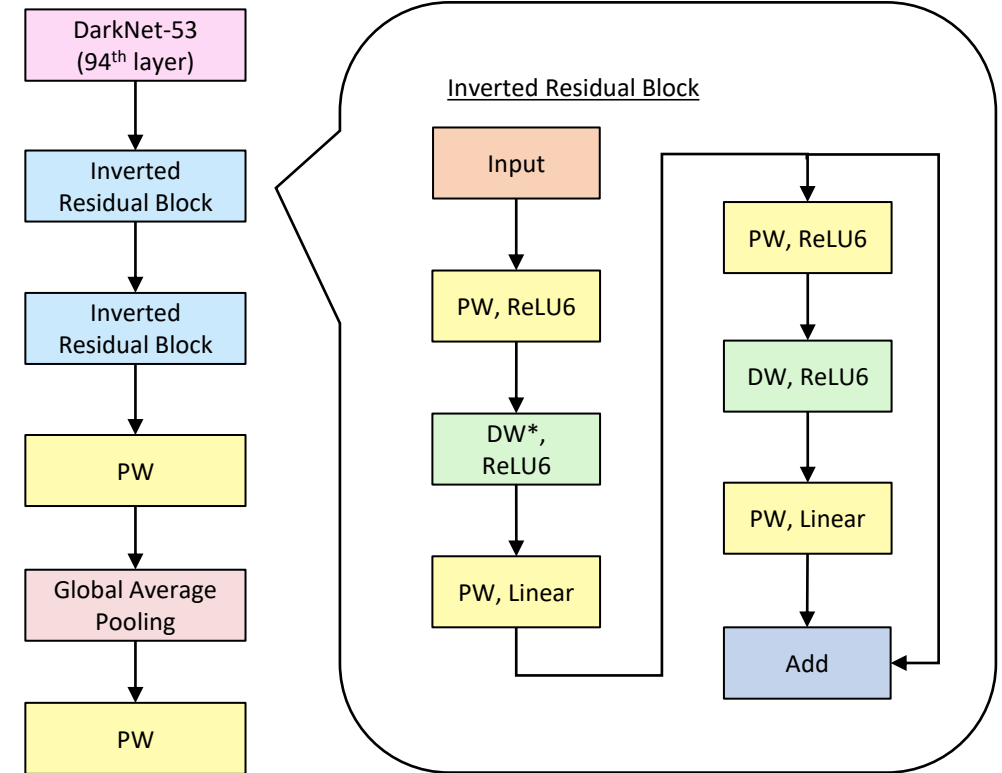 DarkNet-53
(94th layer)
Inverted
Residual Block
Inverted
Residual Block
PW
Global Average
Pooling
PW
Inverted Residual Block
Input
PW, ReLU6
DW*,
ReLU6
PW, Linear
PW, ReLU6
DW, ReLU6
PW, Linear
Add